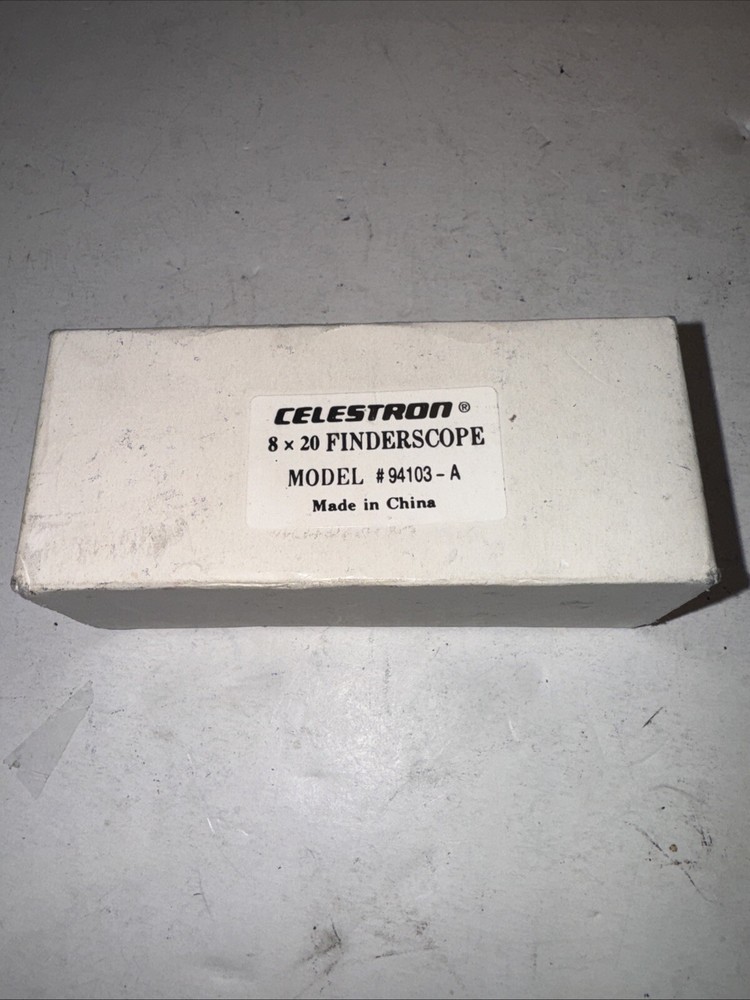 CELESTRON®
8 × 20 FINDERSCOPE
MODEL # 94103 - A
Made in China